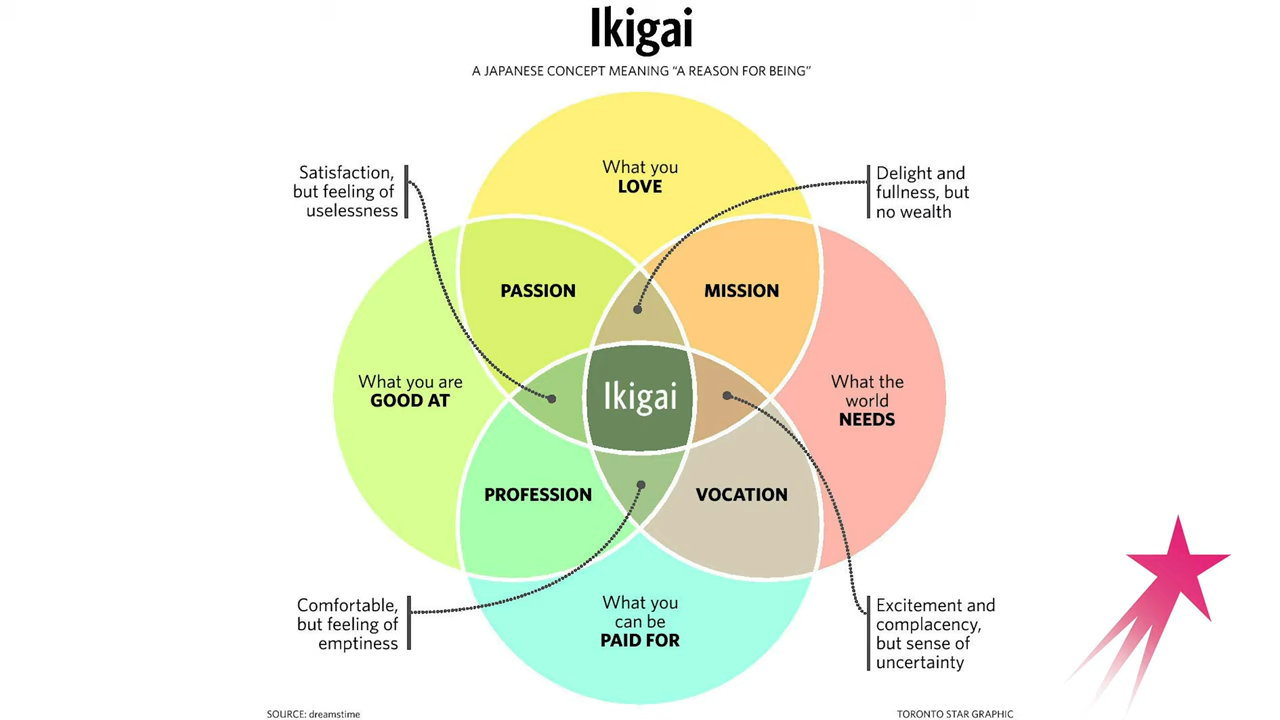 Ikigai
A JAPANESE CONCEPT MEANING “A REASON FOR BEING”
What you
LOVE
Satisfaction,
but feeling of
uselessness
Delight and
fullness, but
no wealth
PASSION
MISSION
What you are
GOOD AT
Ikigai
What the
world
NEEDS
PROFESSION
VOCATION
What you
can be
PAID FOR
Comfortable,
but feeling of
emptiness
Excitement and
complacency,
but sense of
uncertainty
SOURCE: dreamstime
TORONTO STAR GRAPHIC